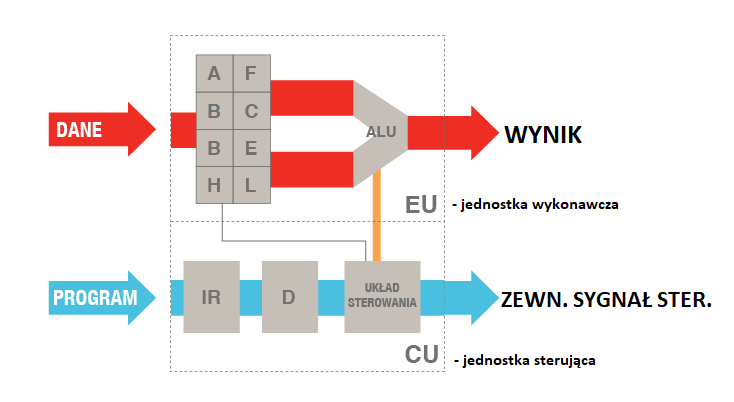 A F
B C
B E
H L
DANE
ALU
WYNIK
EU - jednostka wykonawcza
PROGRAM
IR
D
UKŁAD
STEROWANIA
ZEWN. SYGNAŁ STER.
CU - jednostka sterująca